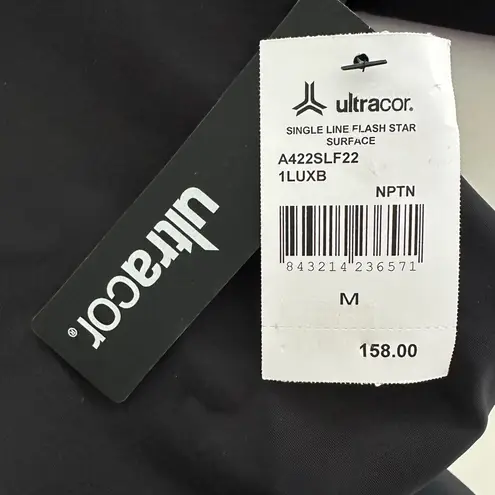 ultracor®
ultracor.
SINGLE LINE FLASH STAR
SURFACE
A422SLF22
1LUXB
NPTN
843214 236571
M
158.00